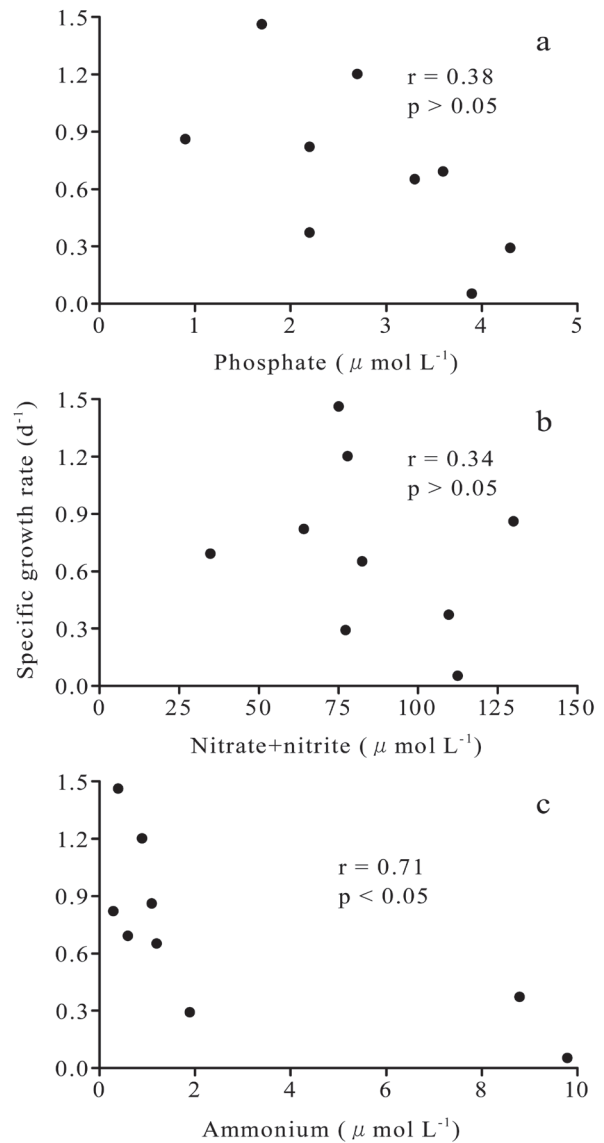 a
1.5
1.2
0.9
0.6
0.3
0.0
r = 0.38
p > 0.05
0 1 2 3 4 5
Phosphate ( μ mol L⁻¹)
Specific growth rate (d⁻¹)
b
1.5
1.2
0.9
0.6
0.3
0.0
r = 0.34
p > 0.05
0 25 50 75 100 125 150
Nitrate+nitrite ( μ mol L⁻¹)
c
1.5
1.2
0.9
0.6
0.3
0.0
r = 0.71
p < 0.05
0 2 4 6 8 10
Ammonium ( μ mol L⁻¹)